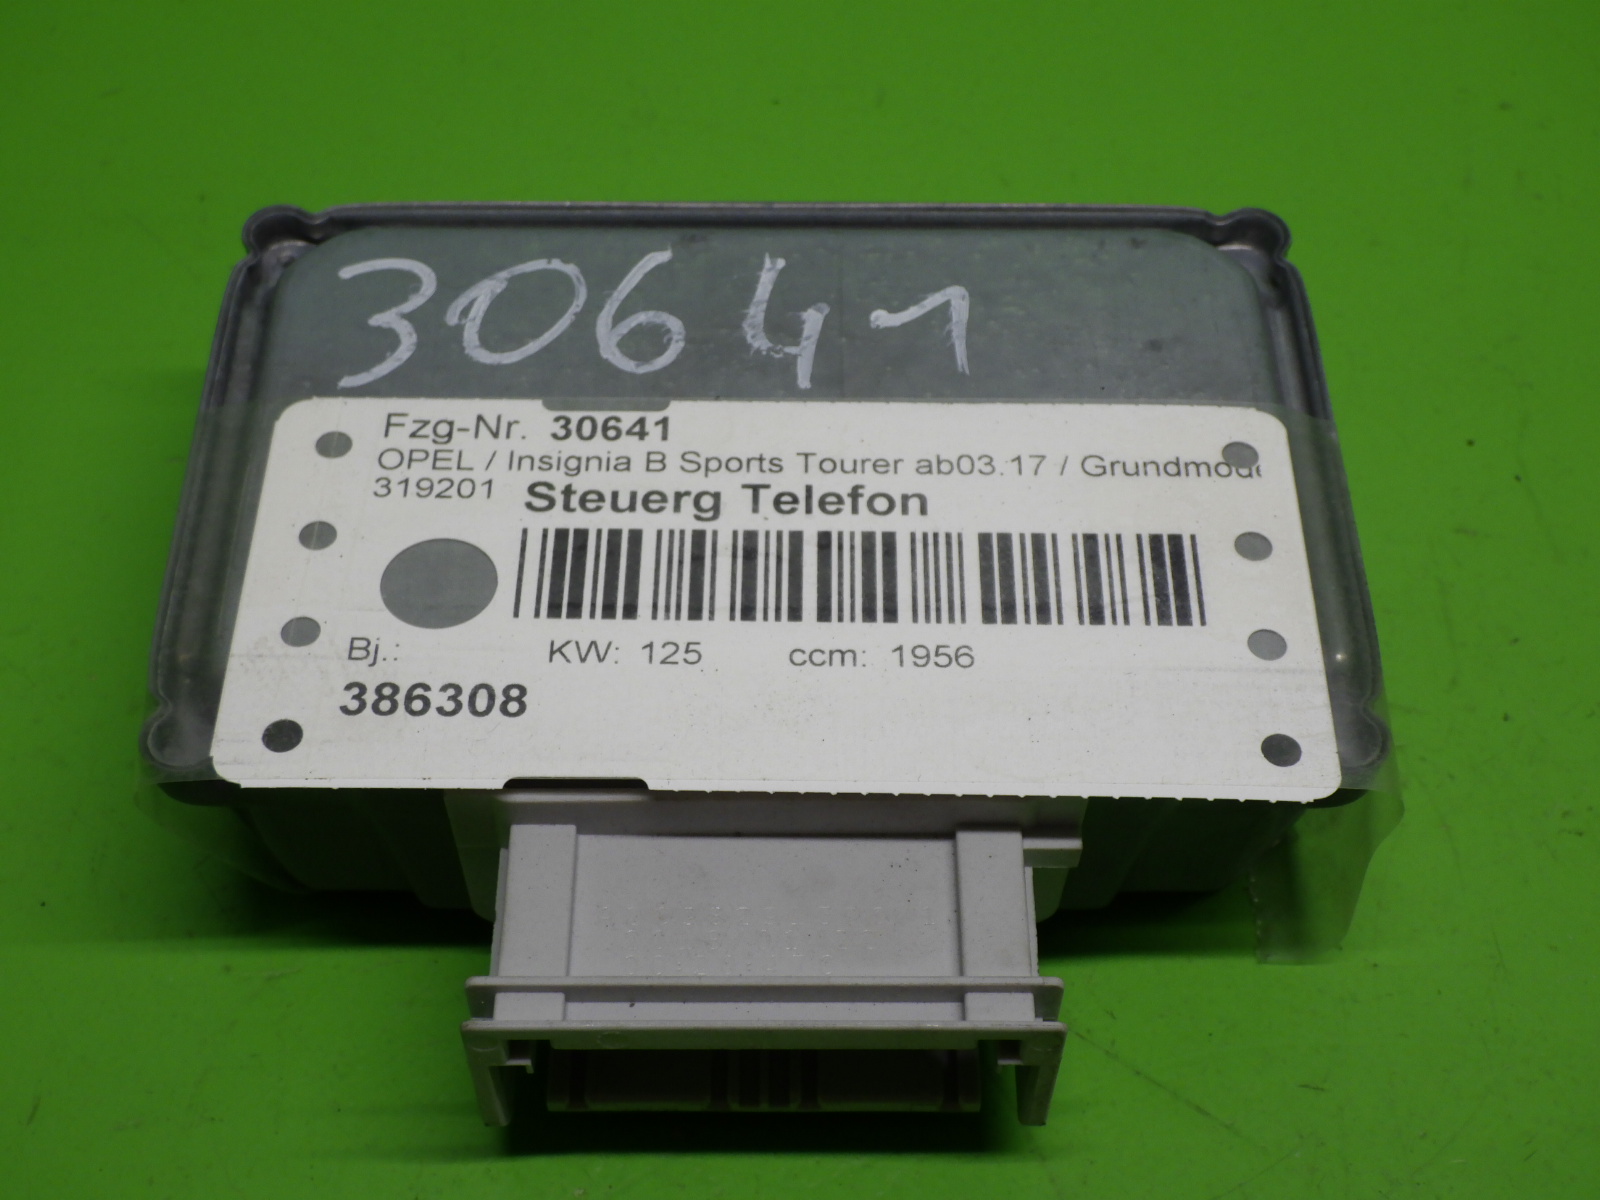 30641
Fzg-Nr. 30641
OPEL / Insignia B Sports Tourer ab03.17 / Grundmod
319201 Steuerg Telefon
Bj.: KW: 125 ccm: 1956
386308